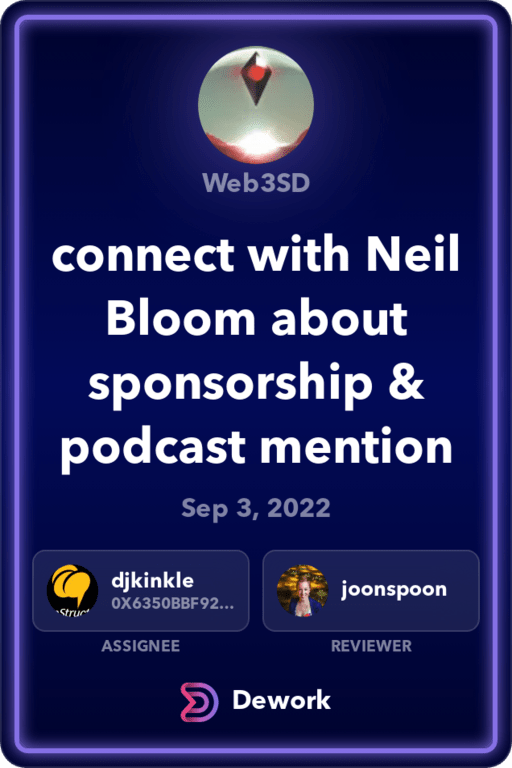 Web3SD
connect with Neil
Bloom about
sponsorship &
podcast mention
Sep 3, 2022
djkinkle
0X6350BBF92...
ASSIGNEE
joonspoon
REVIEWER
Dework